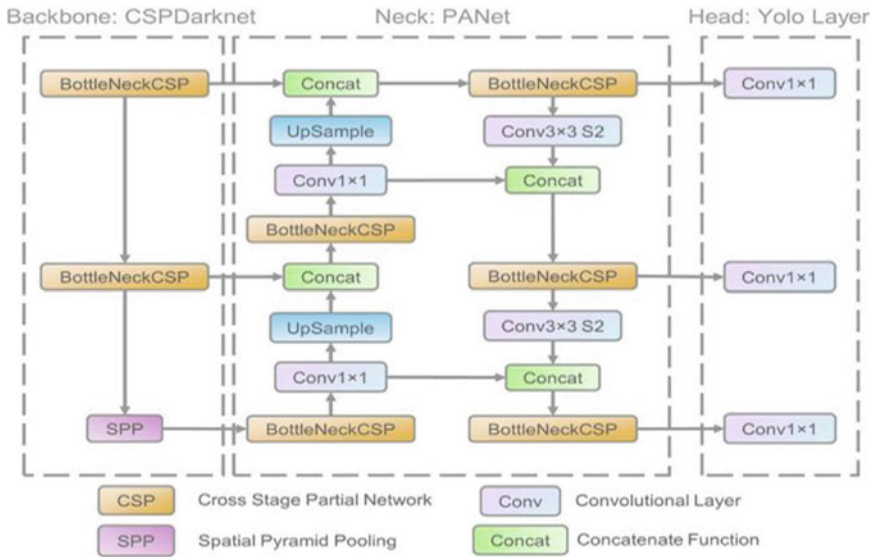 Backbone: CSPDarknet
Neck: PANet
Head: Yolo Layer
BottleNeckCSP
Concat
BottleNeckCSP
Conv1×1
UpSample
Conv3×3 S2
Conv1×1
Concat
BottleNeckCSP
BottleNeckCSP
Concat
BottleNeckCSP
Conv1×1
UpSample
Conv3×3 S2
Conv1×1
Concat
SPP
BottleNeckCSP
BottleNeckCSP
Conv1×1
CSP
Cross Stage Partial Network
Conv
Convolutional Layer
SPP
Spatial Pyramid Pooling
Concat
Concatenate Function